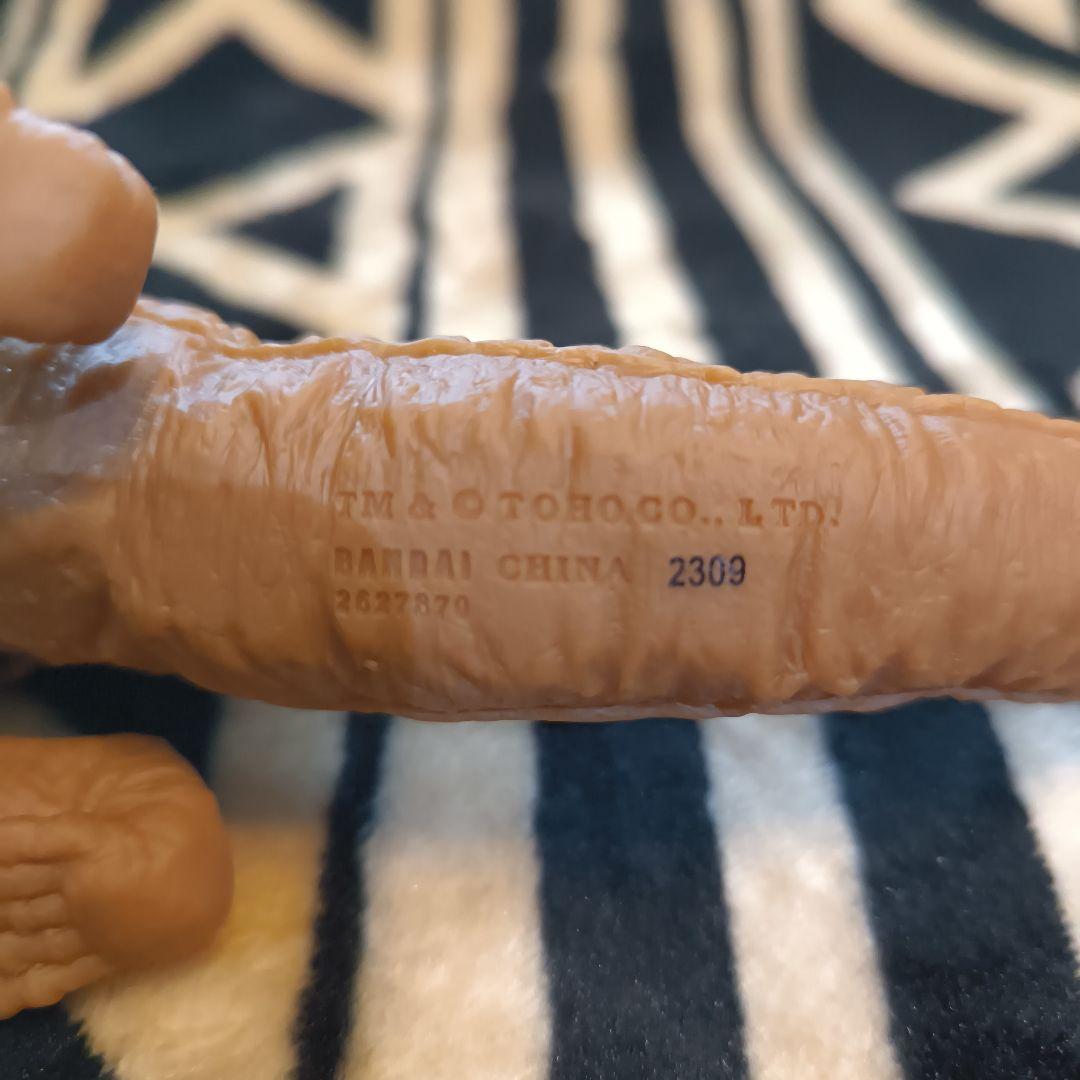 TM & © TOHO CO., LTD.
BANDAI CHINA 2309
2627870